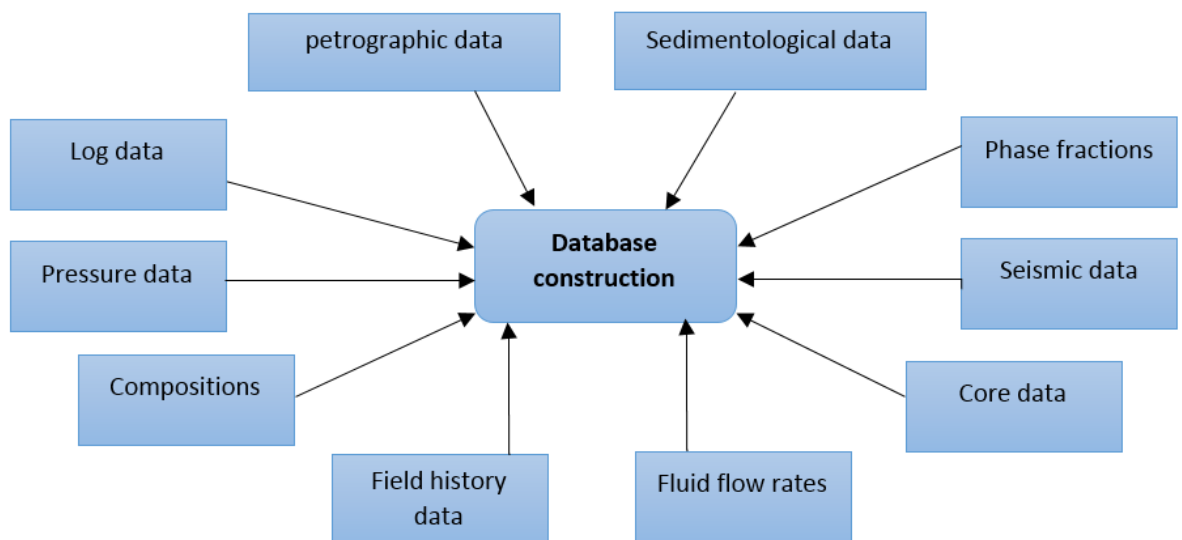 petrographic data
Sedimentological data
Log data
Phase fractions
Database
construction
Pressure data
Seismic data
Compositions
Core data
Field history
data
Fluid flow rates